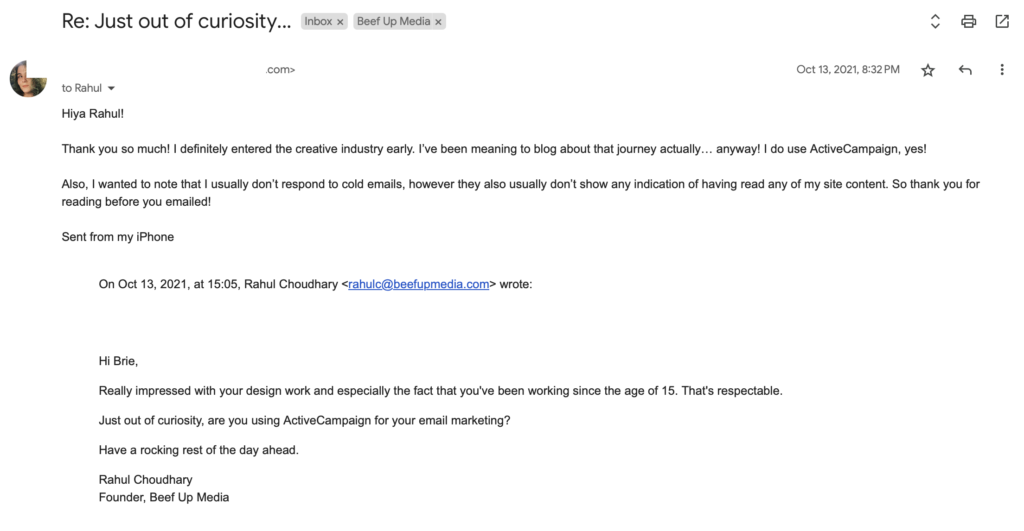 Re: Just out of curiosity...
Inbox x
Beef Up Media x
.com>
Oct 13, 2021, 8:32 PM
to Rahul
Hiya Rahul!
Thank you so much! I definitely entered the creative industry early. I've been meaning to blog about that journey actually… anyway! I do use ActiveCampaign, yes!
Also, I wanted to note that I usually don't respond to cold emails, however they also usually don't show any indication of having read any of my site content. So thank you for
reading before you emailed!
Sent from my iPhone
On Oct 13, 2021, at 15:05, Rahul Choudhary <rahulc@beefupmedia.com> wrote:
Hi Brie,
Really impressed with your design work and especially the fact that you've been working since the age of 15. That's respectable.
Just out of curiosity, are you using ActiveCampaign for your email marketing?
Have a rocking rest of the day ahead.
Rahul Choudhary
Founder, Beef Up Media